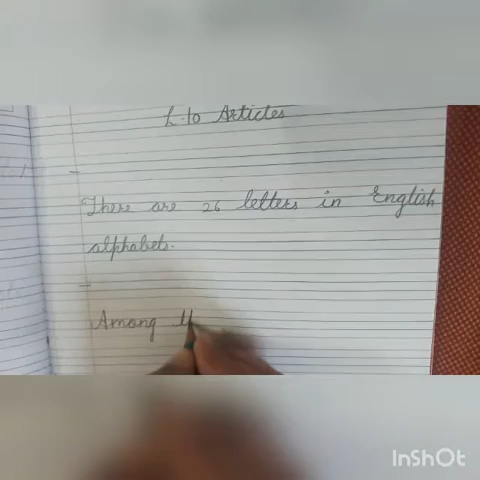 L.10 Articles
There are 26 letters in English
alphabets.
Among
InShOt